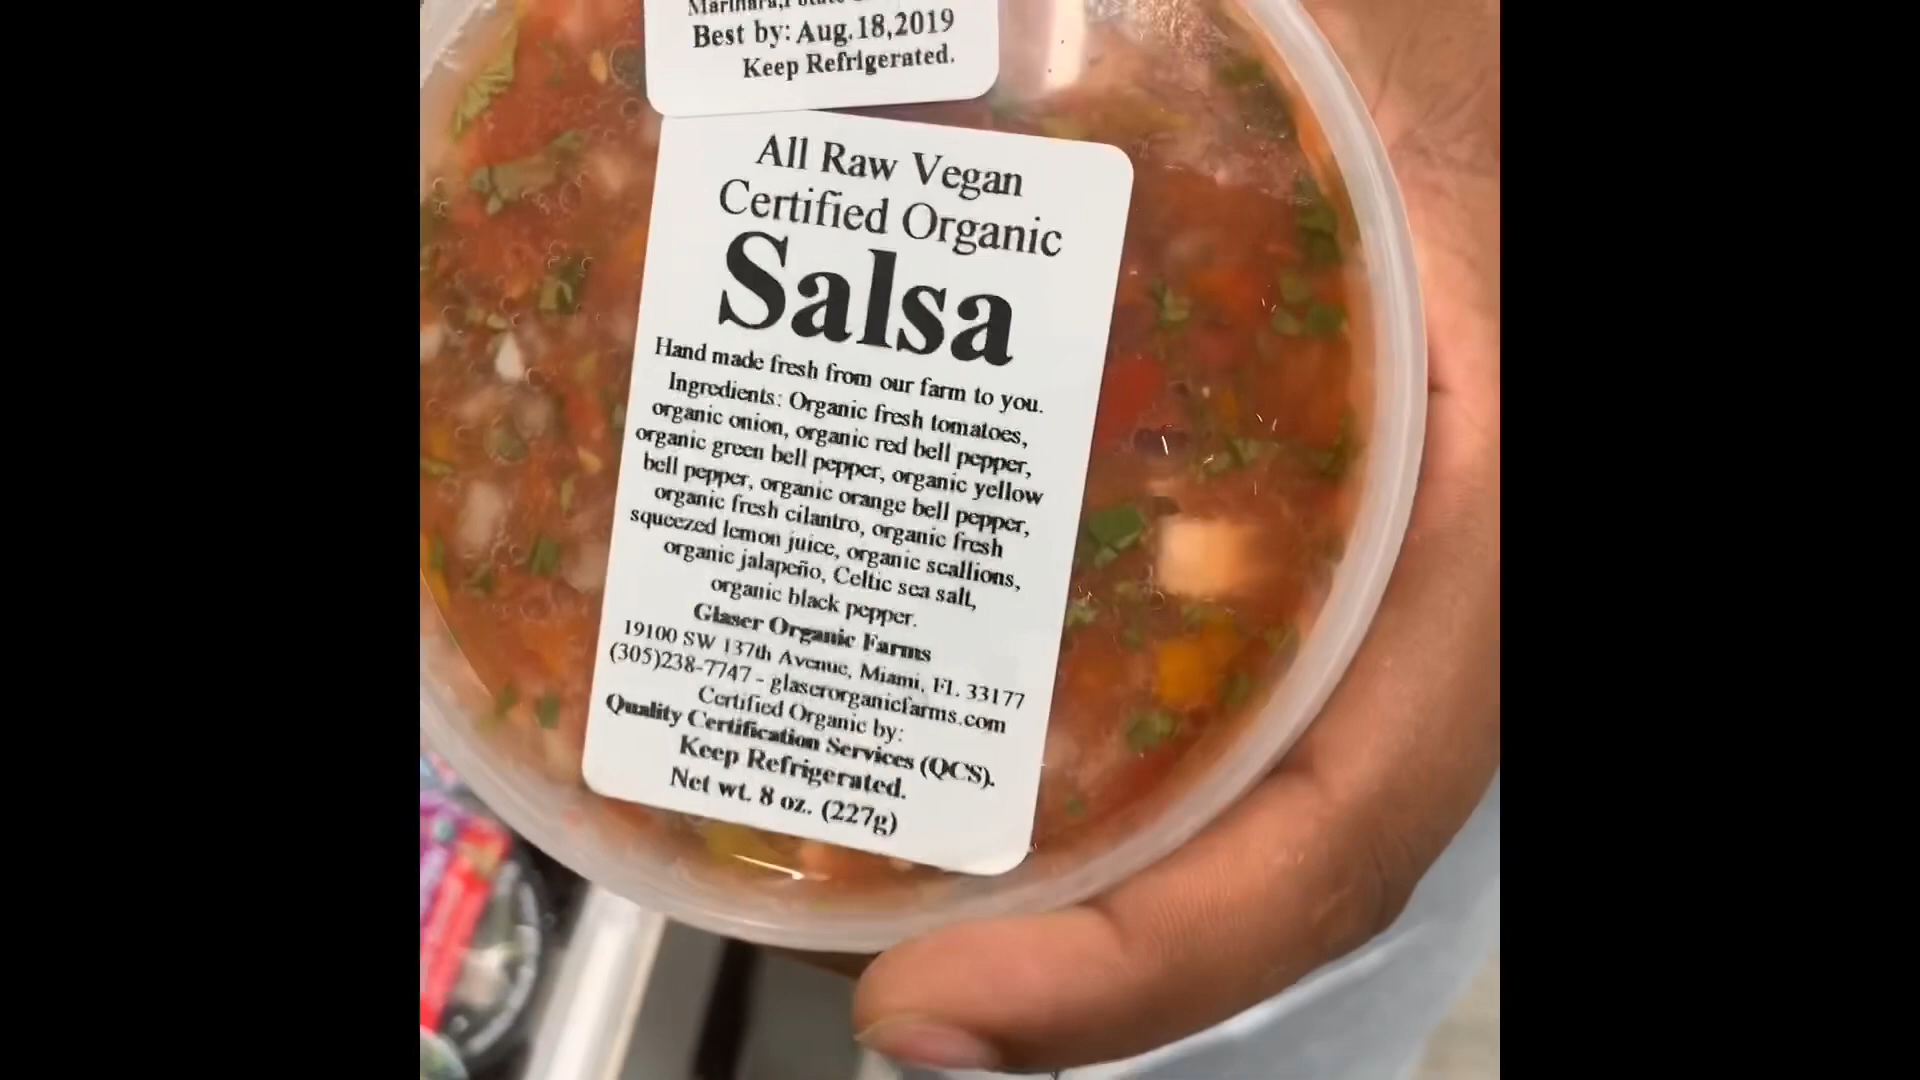 Marinara,
Best by: Aug.18,2019
Keep Refrigerated.
All Raw Vegan
Certified Organic
Salsa
Hand made fresh from our farm to you.
Ingredients: Organic fresh tomatoes,
organic onion, organic red bell pepper,
organic green bell pepper, organic yellow
bell pepper, organic orange bell pepper,
organic fresh cilantro, organic fresh
squeezed lemon juice, organic scallions,
organic jalapeño, Celtic sea salt,
organic black pepper.
Glaser Organic Farms
19100 SW 137th Avenue, Miami, FL 33177
(305)238-7747 - glaserorganicfarms.com
Certified Organic by:
Quality Certification Services (QCS).
Keep Refrigerated.
Net wt. 8 oz.. (227g)